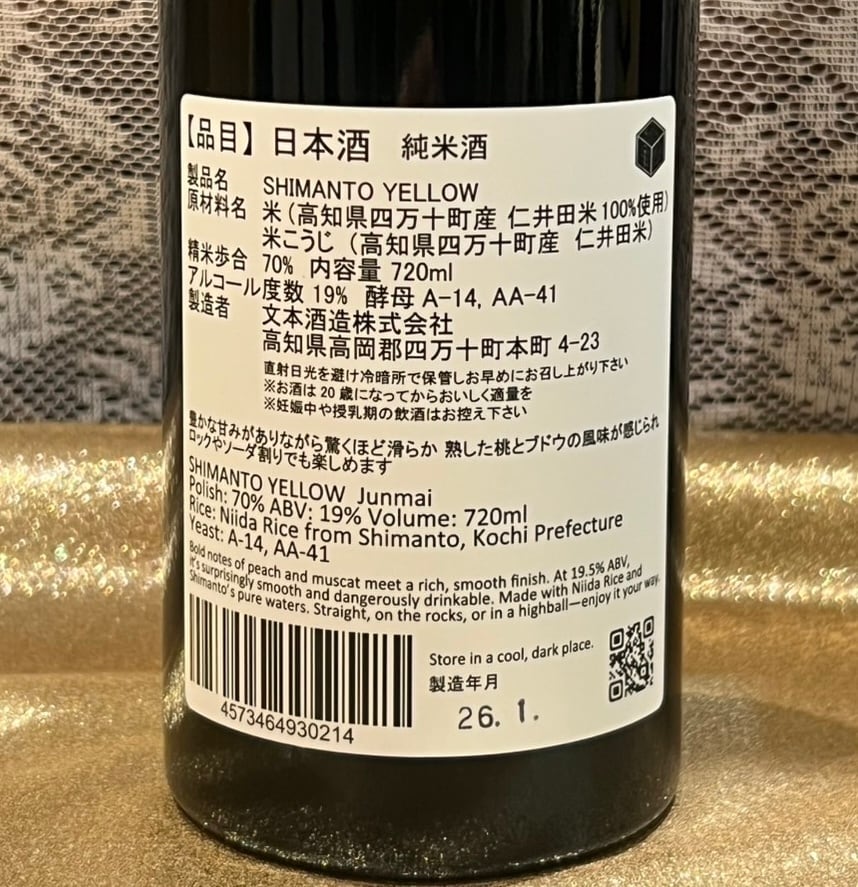 【品目】 日本酒 純米酒
製品名 SHIMANTO YELLOW
原材料名 米(高知県四万十町産 仁井田米100%使用)
米こうじ (高知県四万十町産 仁井田米)
精米歩合 70% 内容量 720ml
アルコール度数 19% 酵母 A-14, AA-41
製造者 文本酒造株式会社
高知県高岡郡四万十町本町 4-23
直射日光を避け冷暗所で保管しお早めにお召し上がり下さい
※お酒は 20 歳になってからおいしく適量を
※妊娠中や授乳期の飲酒はお控え下さい
豊かな甘みがありながら驚くほど滑らか 熟した桃とブドウの風味が感じられ
ロックやソーダ割りでも楽しめます
SHIMANTO YELLOW Junmai
Polish: 70% ABV: 19% Volume: 720ml
Rice: Niida Rice from Shimanto, Kochi Prefecture
Yeast: A-14, AA-41
Bold notes of peach and muscat meet a rich, smooth finish. At 19.5% ABV,
it's surprisingly smooth and dangerously drinkable. Made with Niida Rice and
Shimanto's pure waters. Straight, on the rocks, or in a highball—enjoy it your way.
Store in a cool, dark place.
製造年月
26.1.
4573464930214